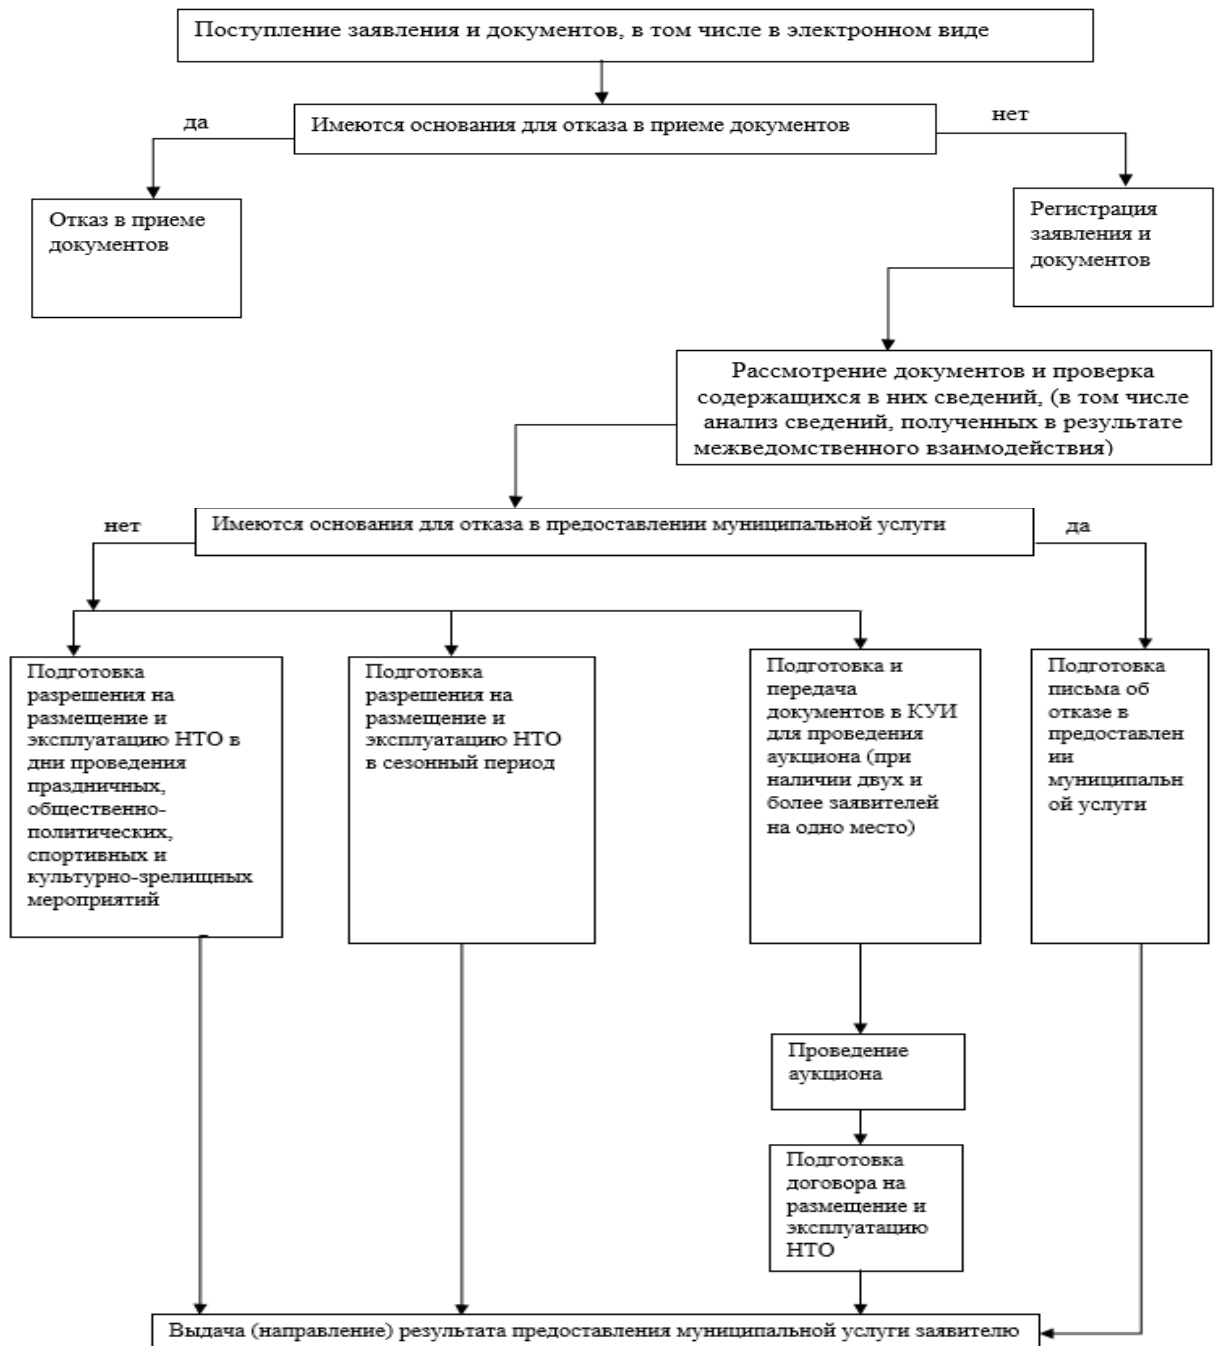 Поступление заявления и документов, в том числе в электронном виде
да
Имеются основания для отказа в приеме документов
нет
Отказ в приеме
документов
Регистрация
заявления и
документов
Рассмотрение документов и проверка
содержащихся в них сведений, (в том числе
анализ сведений, полученных в результате
межведомственного взаимодействия)
нет
Имеются основания для отказа в предоставлении муниципальной услуги
да
Подготовка
разрешения на
размещение и
эксплуатацию НТО в
дни проведения
праздничных,
общественно-
политических,
спортивных и
культурно-зрелищных
мероприятий
Подготовка
разрешения на
размещение и
эксплуатацию НТО
в сезонный период
Подготовка и
передача
документов в КУИ
для проведения
аукциона (при
наличии двух и
более заявителей
на одно место)
Подготовка
письма об
отказе в
предоставлен
ии
муниципальн
ой услуги
Проведение
аукциона
Подготовка
договора на
размещение и
эксплуатацию
НТО
Выдача (направление) результата предоставления муниципальной услуги заявителю